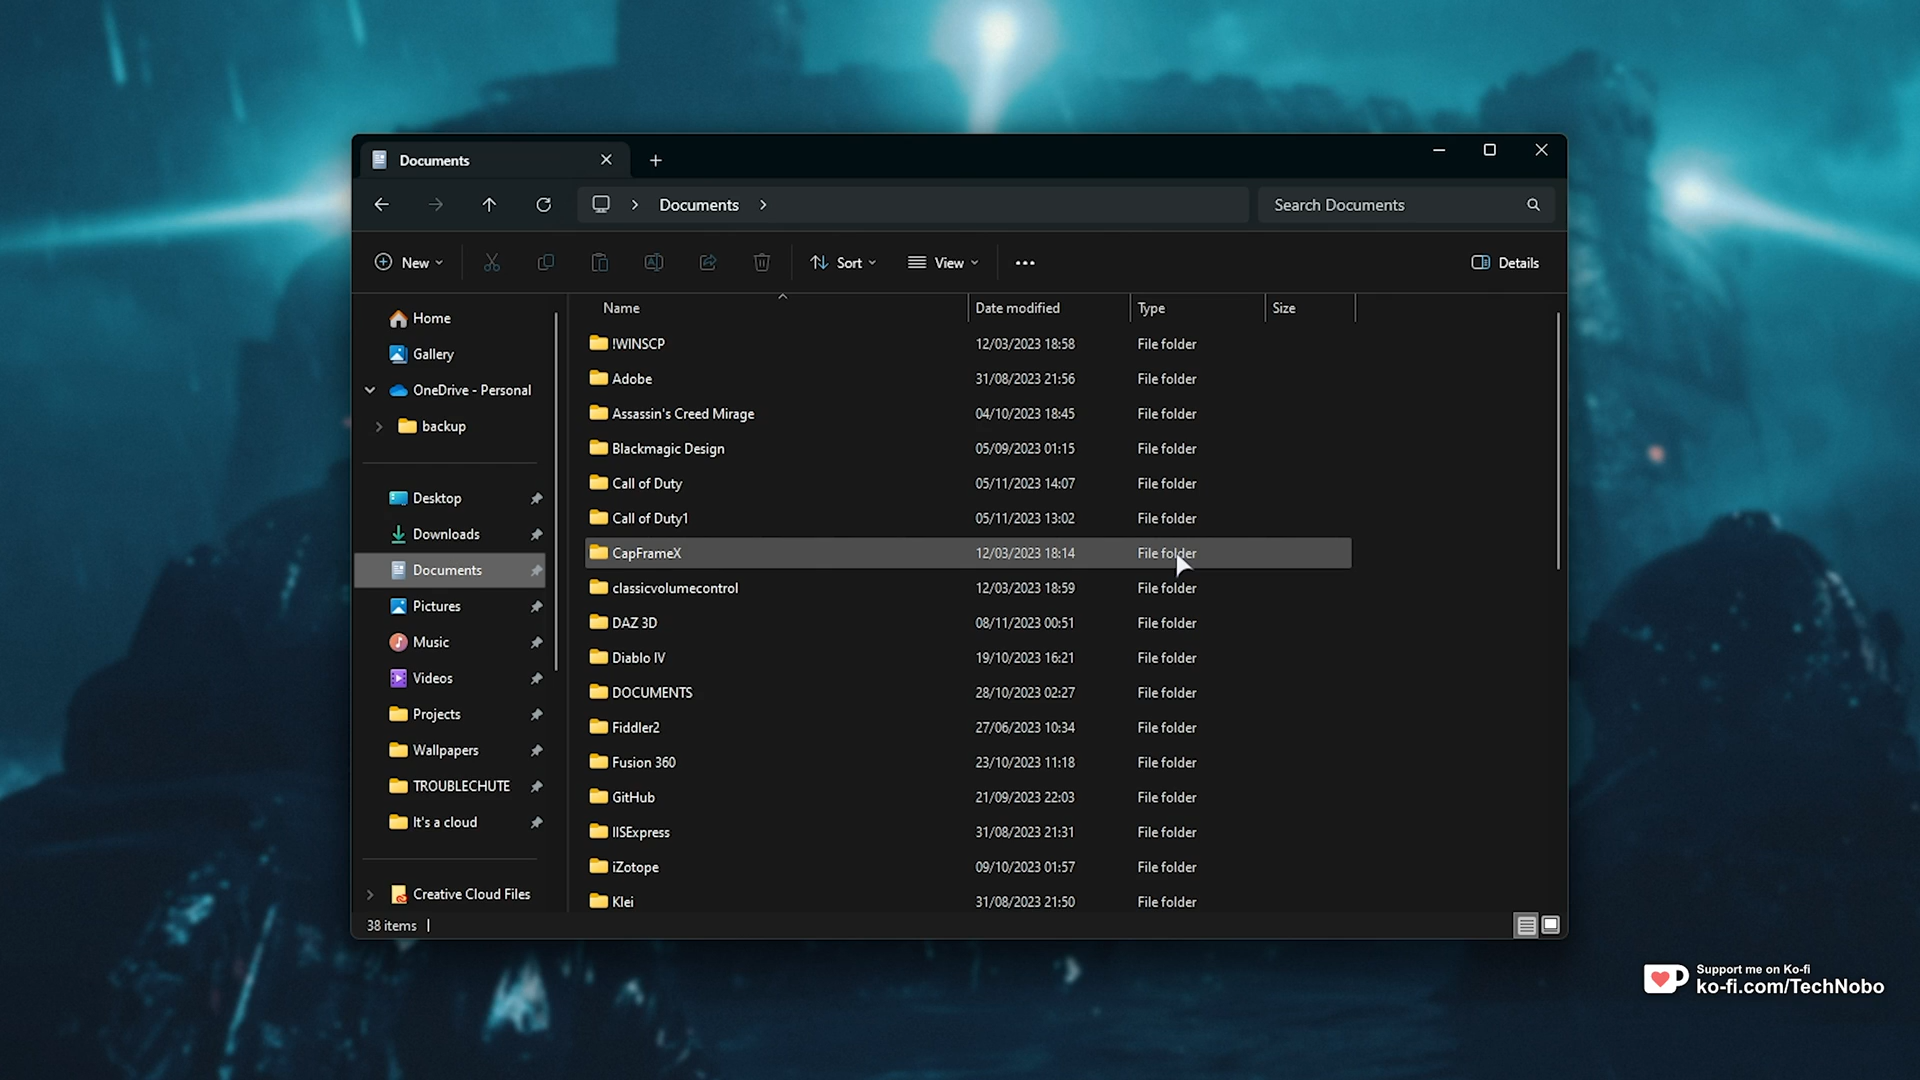 Documents
Documents
Search Documents
New
Sort
View
Details
Home
Gallery
OneDrive - Personal
backup
Desktop
Downloads
Documents
Pictures
Music
Videos
Projects
Wallpapers
TROUBLECHUTE
It's a cloud
Creative Cloud Files
Name Date modified Type Size
!WINSCP 12/03/2023 18:58 File folder
Adobe 31/08/2023 21:56 File folder
Assassin's Creed Mirage 04/10/2023 18:45 File folder
Blackmagic Design 05/09/2023 01:15 File folder
Call of Duty 05/11/2023 14:07 File folder
Call of Duty1 05/11/2023 13:02 File folder
CapFrameX 12/03/2023 18:14 File folder
classicvolumecontrol 12/03/2023 18:59 File folder
DAZ 3D 08/11/2023 00:51 File folder
Diablo IV 19/10/2023 16:21 File folder
DOCUMENTS 28/10/2023 02:27 File folder
Fiddler2 27/06/2023 10:34 File folder
Fusion 360 23/10/2023 11:18 File folder
GitHub 21/09/2023 22:03 File folder
IISExpress 31/08/2023 21:31 File folder
iZotope 09/10/2023 01:57 File folder
Klei 31/08/2023 21:50 File folder
38 items
Support me on Ko-fi
ko-fi.com/TechNobo